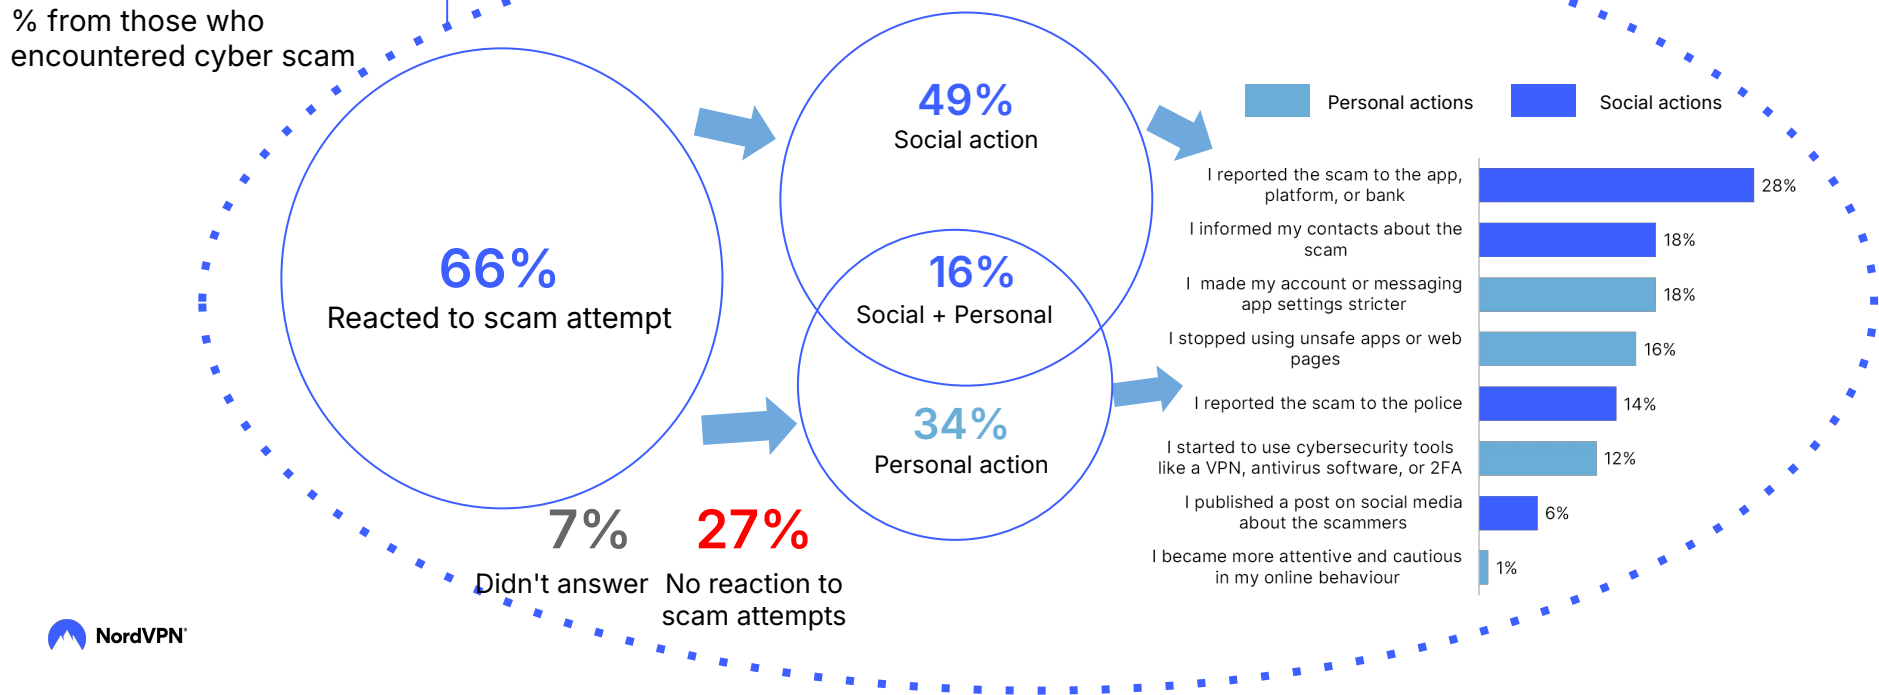 % from those who
encountered cyber scam
66%
Reacted to scam attempt
7%
Didn't answer
27%
No reaction to
scam attempts
49%
Social action
16%
Social + Personal
34%
Personal action
Personal actions
Social actions
I reported the scam to the app,
platform, or bank
28%
I informed my contacts about the
scam
18%
I made my account or messaging
app settings stricter
18%
I stopped using unsafe apps or web
pages
16%
I reported the scam to the police
14%
I started to use cybersecurity tools
like a VPN, antivirus software, or 2FA
12%
I published a post on social media
about the scammers
6%
I became more attentive and cautious
in my online behaviour
1%
NordVPN®